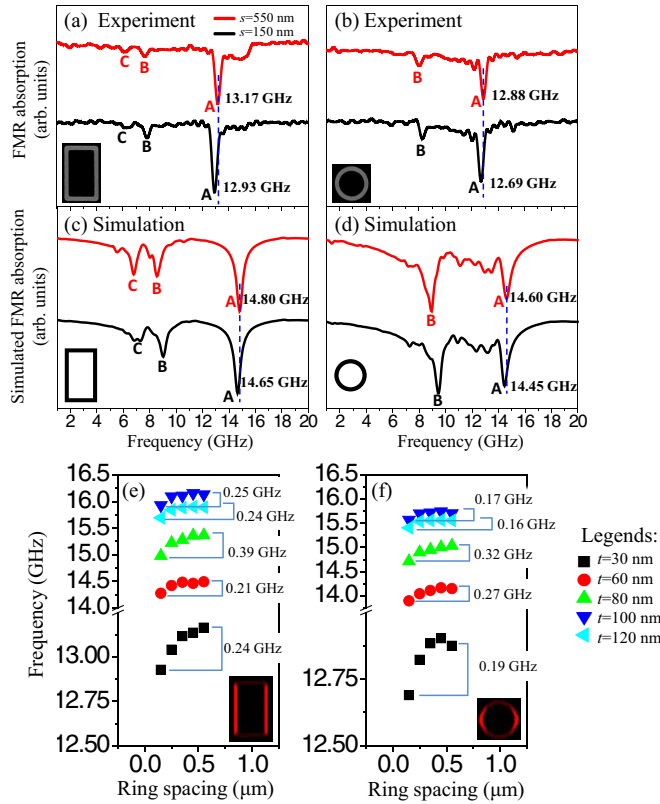 (a) Experiment
s=550 nm
s=150 nm
C
B
A
13.17 GHz
C
B
A
12.93 GHz
(b) Experiment
B
A
12.88 GHz
B
A
12.69 GHz
FMR absorption
(arb. units)
(c) Simulation
C
B
A
14.80 GHz
C
B
A
14.65 GHz
(d) Simulation
B
A
14.60 GHz
B
A
14.45 GHz
Simulated FMR absorption
(arb. units)
2 4 6 8 10 12 14 16 18 20
Frequency (GHz)
2 4 6 8 10 12 14 16 18 20
Frequency (GHz)
(e)
16.5
16.0
15.5
15.0
14.5
14.0
13.00
12.75
12.50
Frequency (GHz)
0.25 GHz
0.24 GHz
0.39 GHz
0.21 GHz
0.24 GHz
0.0 0.5 1.0
Ring spacing (μm)
(f)
16.5
16.0
15.5
15.0
14.5
14.0
12.75
12.50
0.17 GHz
0.16 GHz
0.32 GHz
0.27 GHz
0.19 GHz
0.0 0.5 1.0
Ring spacing (μm)
Legends:
t=30 nm
t=60 nm
t=80 nm
t=100 nm
t=120 nm